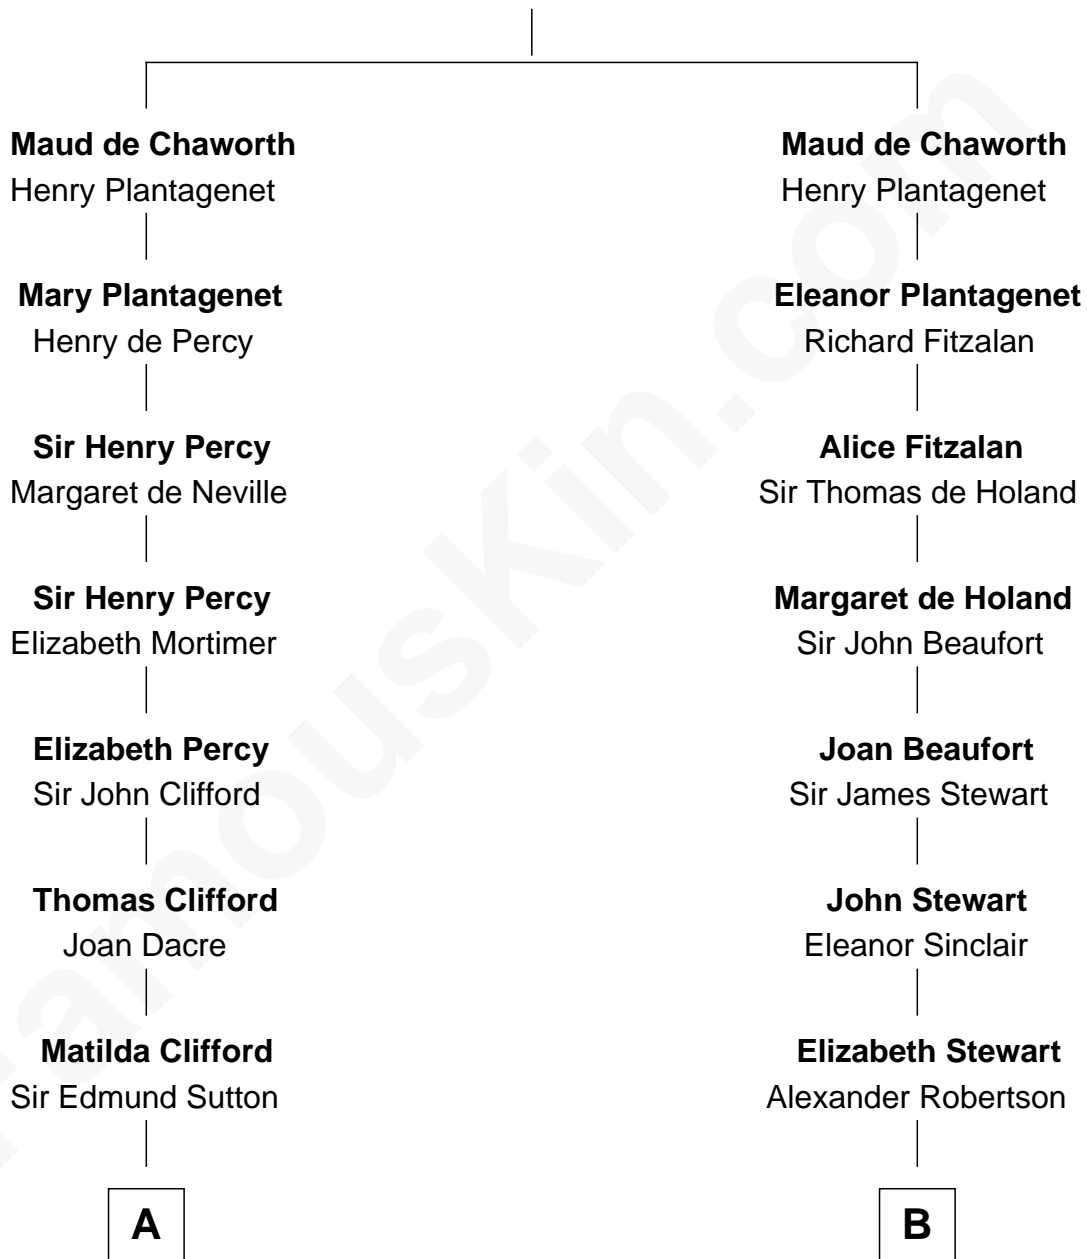 Maud de Chaworth
Henry Plantagenet
Mary Plantagenet
Henry de Percy
Sir Henry Percy
Margaret de Neville
Sir Henry Percy
Elizabeth Mortimer
Elizabeth Percy
Sir John Clifford
Thomas Clifford
Joan Dacre
Matilda Clifford
Sir Edmund Sutton
A
Maud de Chaworth
Henry Plantagenet
Eleanor Plantagenet
Richard Fitzalan
Alice Fitzalan
Sir Thomas de Holand
Margaret de Holand
Sir John Beaufort
Joan Beaufort
Sir James Stewart
John Stewart
Eleanor Sinclair
Elizabeth Stewart
Alexander Robertson
B
FamousKin.com